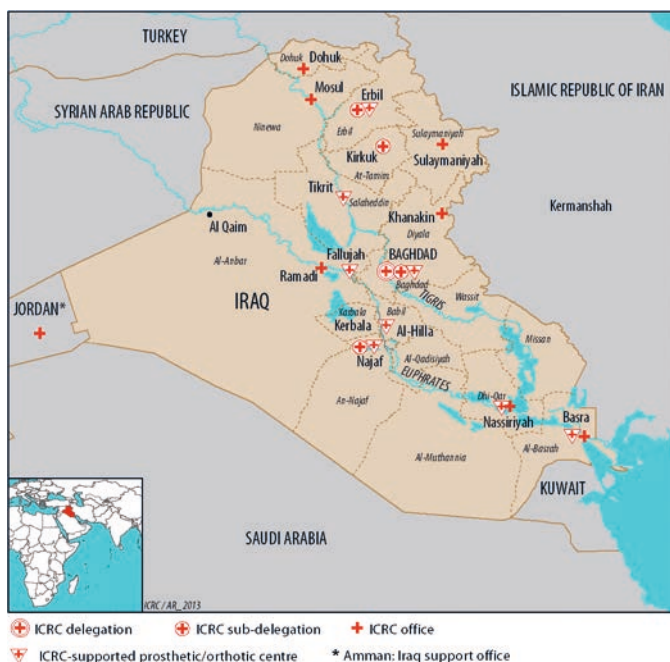 TURKEY
Dohuk
Dohuk
Mosul
Erbil
ISLAMIC REPUBLIC OF IRAN
SYRIAN ARAB REPUBLIC
Ninewa
Erbil
Sulaymaniyah
Kirkuk
Sulaymaniyah
At-Tamim
Tikrit
Salaheddin
Khanakin
Kermanshah
Al Qaim
Diyala
Al-Anbar
Fallujah
BAGHDAD
Ramadi
Baghdad
IRAQ
TIGRIS
Wassit
JORDAN*
Karbala
Babil
Kerbala
Al-Hilla
Missan
Najaf
Al-Qadisiyah
EUPHRATES
An-Najaf
Dhi-Qar
Nassiriyah
Basra
Al-Muthannia
Al-Basrah
KUWAIT
SAUDI ARABIA
ICRC / AR_2013
ICRC delegation
ICRC sub-delegation
ICRC office
ICRC-supported prosthetic/orthotic centre
* Amman: Iraq support office